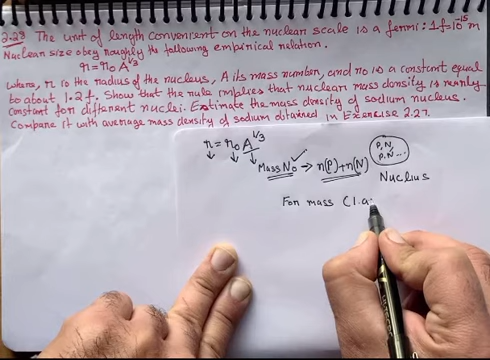 2.28 The unit of length convenient on the nuclear scale is a fermi: 1f=10⁻¹⁵ m
Nuclear size obey roughly the following empirical relation.
r = r₀ A^1/3
where, r is the radius of the nucleus, A its mass number, and r₀ is a constant equal
to about 1.2f. Show that the rule implies that nuclear mass density is nearly
constant for different nuclei. Estimate the mass density of sodium nucleus.
Compare it with average mass density of sodium obtained in Exercise 2.27.
r = r₀ A^1/3
Mass No → n(P)+n(N)
P, N,
P, N...
Nuclius
For mass (1.a